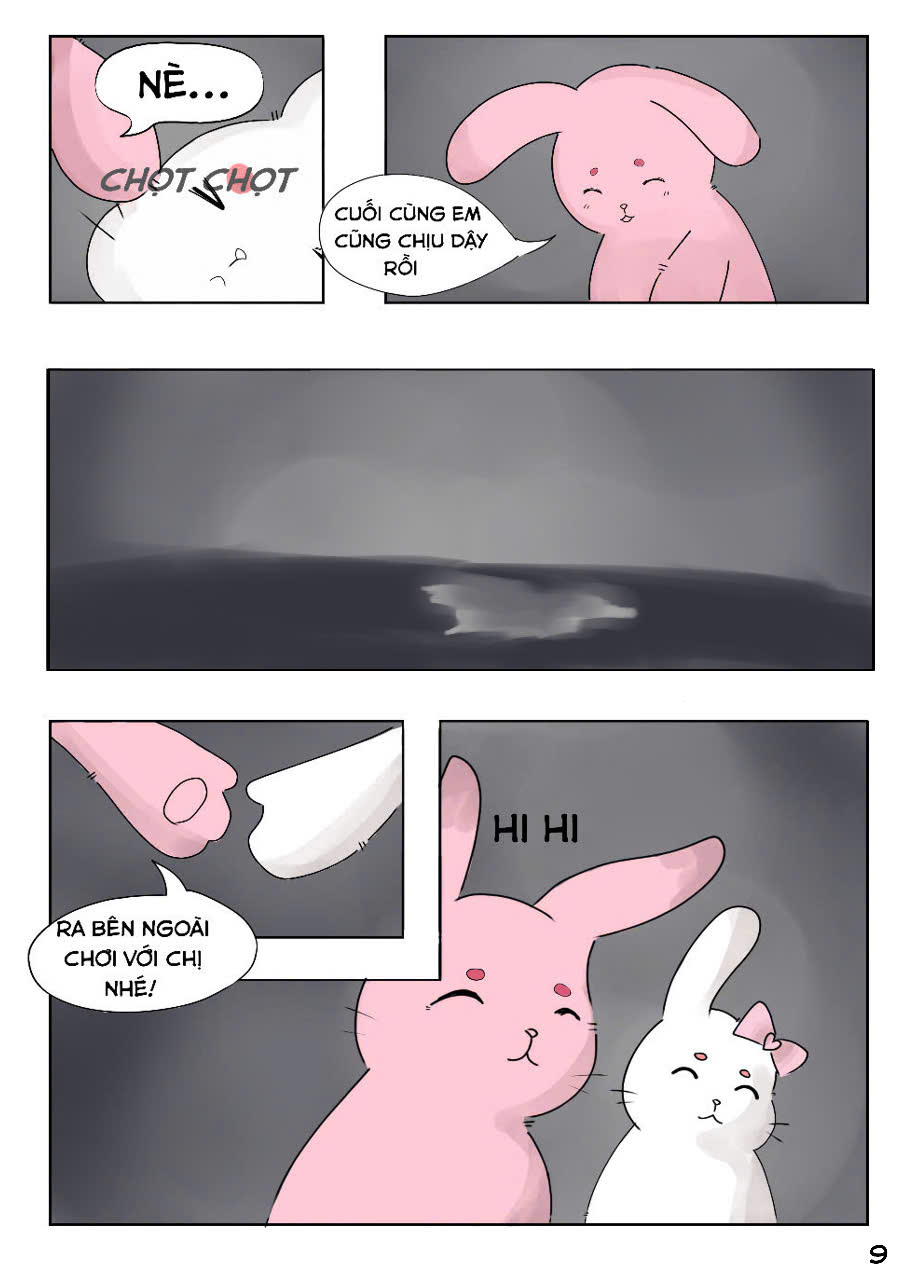 NÈ...
CHỌT CHỌT
CUỐI CÙNG EM
CŨNG CHỊU DẬY
RỒI
RA BÊN NGOÀI
CHƠI VỚI CHỊ
NHÉ!
HI HI
9